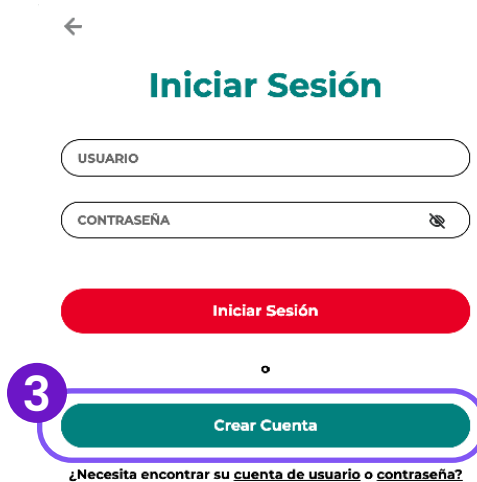 Iniciar Sesión
USUARIO
CONTRASEÑA
Iniciar Sesión
o
3
Crear Cuenta
¿Necesita encontrar su cuenta de usuario o contraseña?